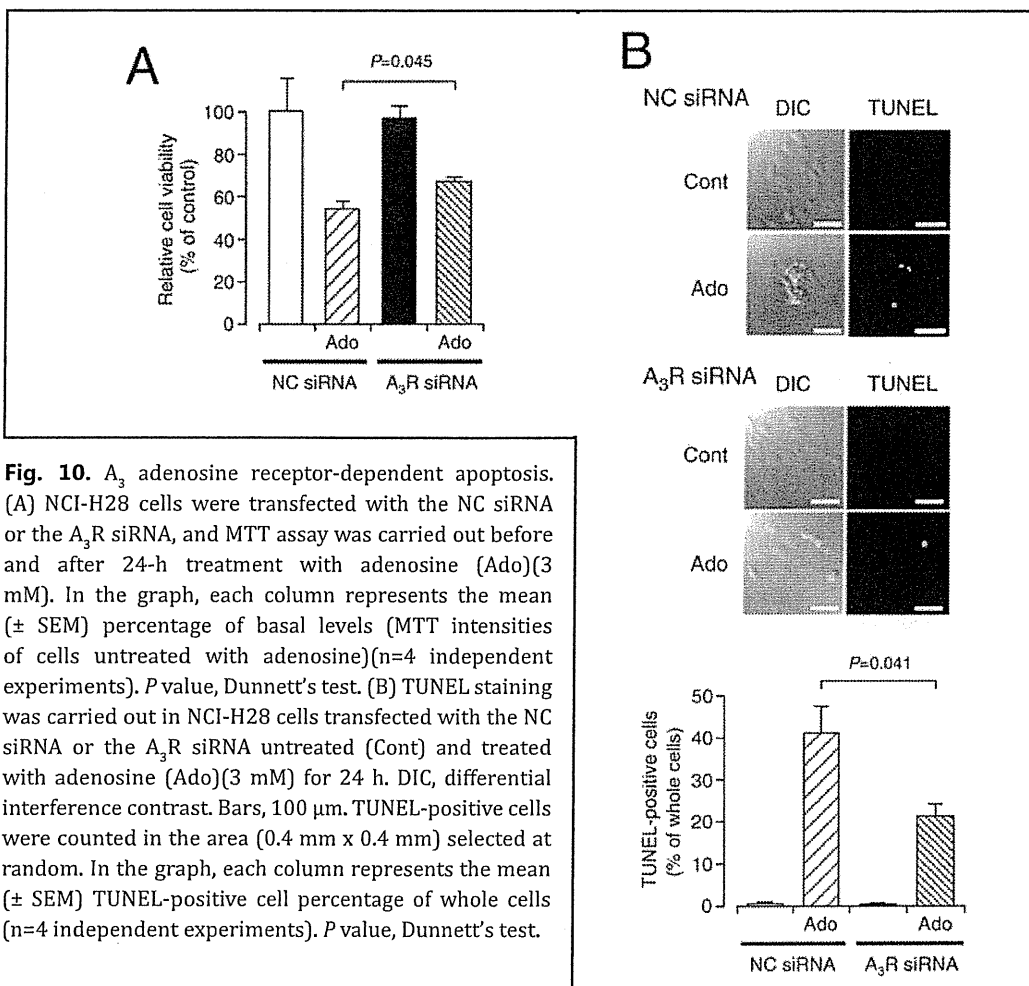 A
P=0.045
Relative cell viability
(% of control)
100
80
60
40
20
0
Ado
Ado
NC siRNA
A₃R siRNA
Fig. 10. A₃ adenosine receptor-dependent apoptosis.
(A) NCI-H28 cells were transfected with the NC siRNA
or the A₃R siRNA, and MTT assay was carried out before
and after 24-h treatment with adenosine (Ado)(3
mM). In the graph, each column represents the mean
(± SEM) percentage of basal levels (MTT intensities
of cells untreated with adenosine)(n=4 independent
experiments). P value, Dunnett's test. (B) TUNEL staining
was carried out in NCI-H28 cells transfected with the NC
siRNA or the A₃R siRNA untreated (Cont) and treated
with adenosine (Ado)(3 mM) for 24 h. DIC, differential
interference contrast. Bars, 100 μm. TUNEL-positive cells
were counted in the area (0.4 mm x 0.4 mm) selected at
random. In the graph, each column represents the mean
(± SEM) TUNEL-positive cell percentage of whole cells
(n=4 independent experiments). P value, Dunnett's test.
B
NC siRNA
DIC TUNEL
Cont
Ado
A₃R siRNA
DIC TUNEL
Cont
Ado
P=0.041
TUNEL-positive cells
(% of whole cells)
50
40
30
20
10
0
Ado
Ado
NC siRNA
A₃R siRNA